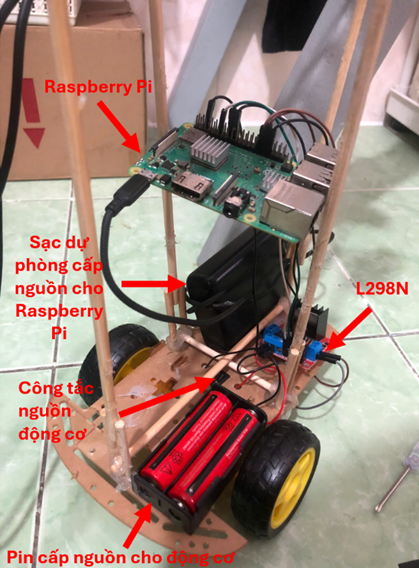 Raspberry Pi
Sạc dự
phòng cấp
nguồn cho
Raspberry
Pi
L298N
Công tắc
nguồn
động cơ
Pin cấp nguồn cho động cơ